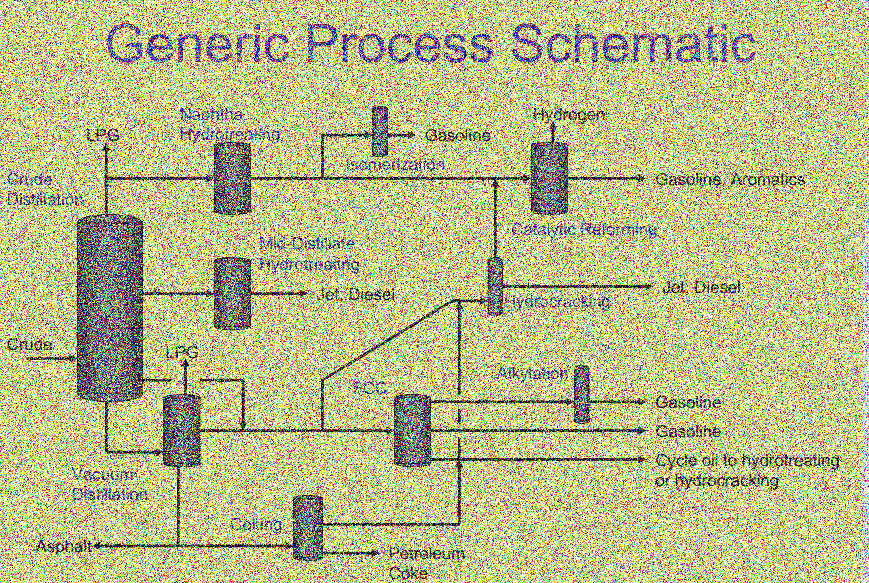 Generic Process Schematic
Naphtha
Hydrotreating
LPG
Hydrogen
Gasoline
Isomerization
Crude
Distillation
Gasoline, Aromatics
Catalytic Reforming
Mid-Distillate
Hydrotreating
Jet, Diesel
Jet, Diesel
Hydrocracking
Crude
LPG
Alkylation
FCC
Gasoline
Gasoline
Cycle oil to hydrotreating
or hydrocracking
Vacuum
Distillation
Coking
Asphalt
Petroleum
Coke